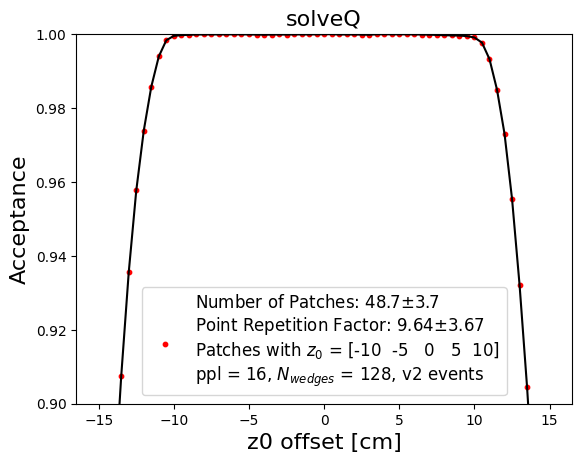 solveQ
1.00
0.98
0.96
0.94
0.92
0.90
Acceptance
Number of Patches: 48.7±3.7
Point Repetition Factor: 9.64±3.67
Patches with z₀ = [-10 -5 0 5 10]
ppl = 16, N_wedges = 128, v2 events
−15 −10 −5 0 5 10 15
z0 offset [cm]